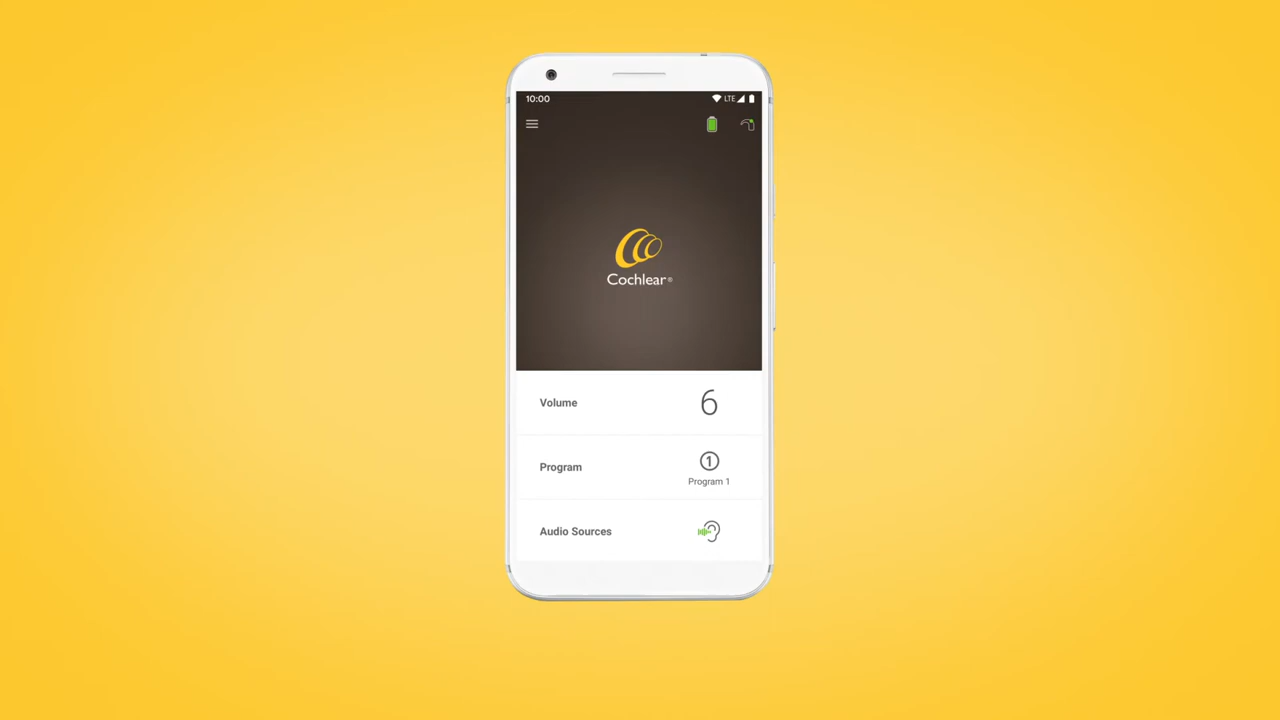 10:00
LTE
Cochlear®
Volume
6
Program
1
Program 1
Audio Sources